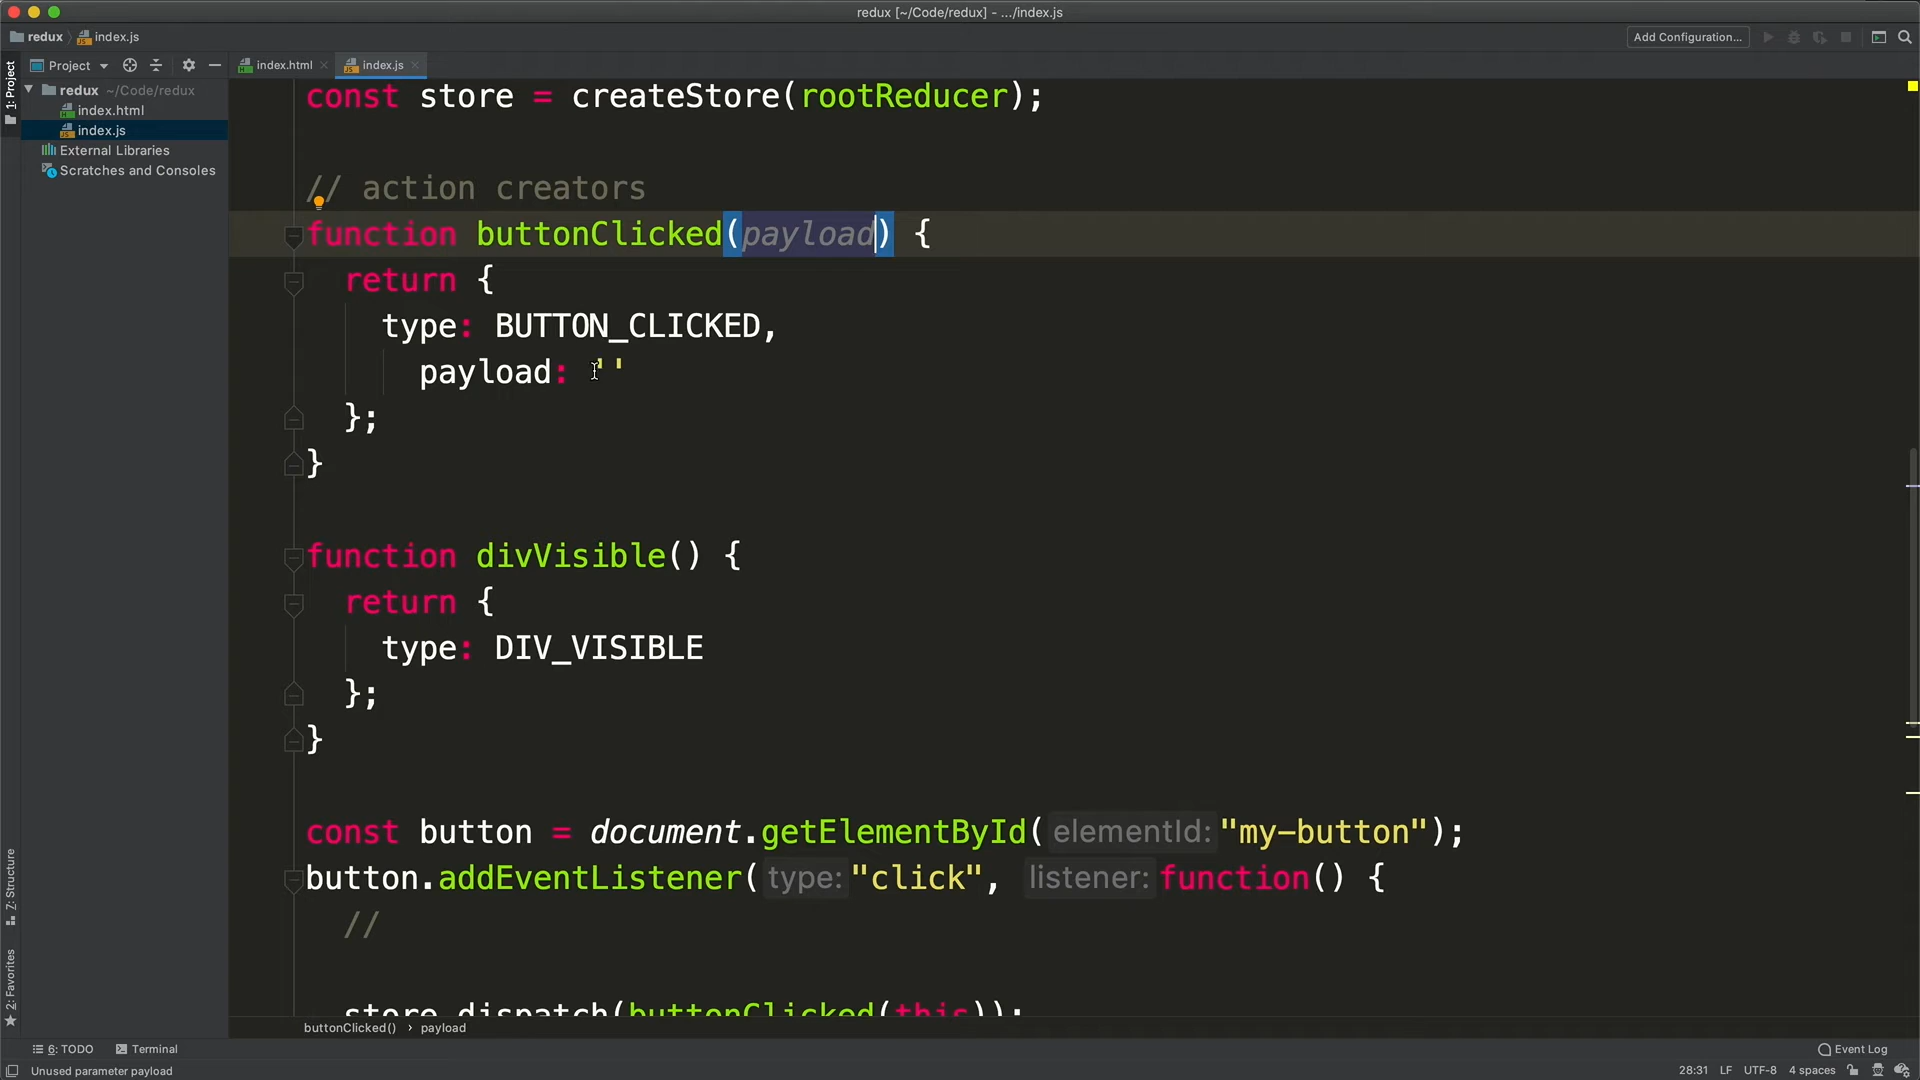 redux [~/Code/redux] - .../index.js
redux index.js
Add Configuration...
Project
index.html
index.js
1: Project
redux ~/Code/redux
index.html
index.js
External Libraries
Scratches and Consoles
const store = createStore(rootReducer);
// action creators
function buttonClicked(payload) {
return {
type: BUTTON_CLICKED,
payload: ''
};
}
function divVisible() {
return {
type: DIV_VISIBLE
};
}
const button = document.getElementById( elementId: "my-button");
button.addEventListener( type: "click", listener: function() {
//
store.dispatch(buttonClicked(this));
Z: Structure
2: Favorites
buttonClicked() › payload
6: TODO
Terminal
Event Log
Unused parameter payload
28:31 LF UTF-8 4 spaces